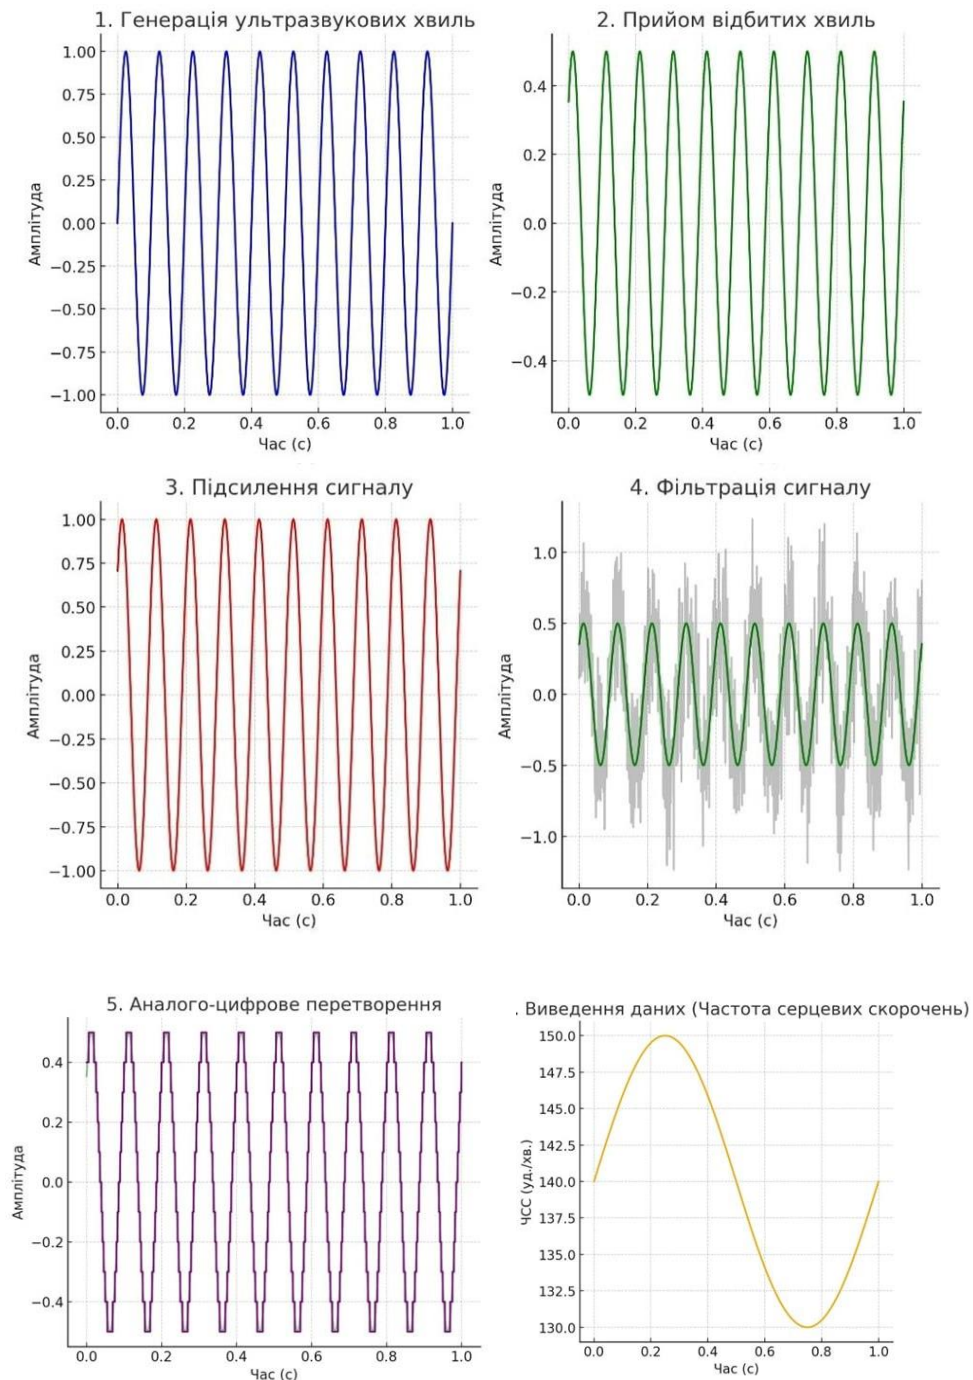 1. Генерація ультразвукових хвиль
1.00
0.75
0.50
0.25
0.00
−0.25
−0.50
−0.75
−1.00
Амплітуда
0.0 0.2 0.4 0.6 0.8 1.0
Час (с)
2. Прийом відбитих хвиль
0.4
0.2
0.0
−0.2
−0.4
Амплітуда
0.0 0.2 0.4 0.6 0.8 1.0
Час (с)
3. Підсилення сигналу
1.00
0.75
0.50
0.25
0.00
−0.25
−0.50
−0.75
−1.00
Амплітуда
0.0 0.2 0.4 0.6 0.8 1.0
Час (с)
4. Фільтрація сигналу
1.0
0.5
0.0
−0.5
−1.0
Амплітуда
0.0 0.2 0.4 0.6 0.8 1.0
Час (с)
5. Аналого-цифрове перетворення
0.4
0.2
0.0
−0.2
−0.4
Амплітуда
0.0 0.2 0.4 0.6 0.8 1.0
Час (с)
. Виведення даних (Частота серцевих скорочень)
150.0
147.5
145.0
142.5
140.0
137.5
135.0
132.5
130.0
ЧСС (уд./хв.)
0.0 0.2 0.4 0.6 0.8 1.0
Час (с)